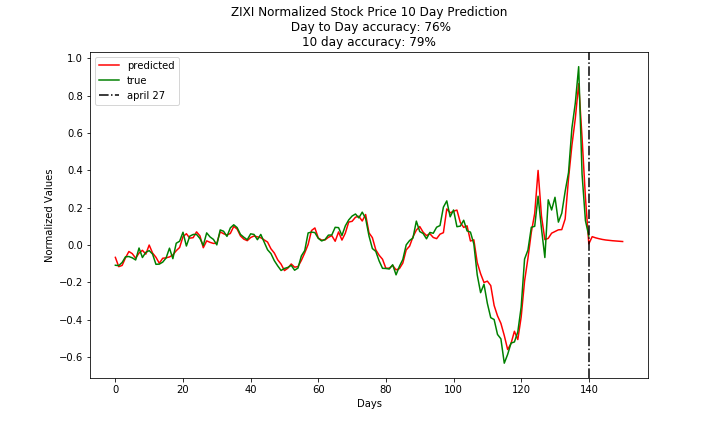 ZIXI Normalized Stock Price 10 Day Prediction
Day to Day accuracy: 76%
10 day accuracy: 79%
predicted
true
april 27
Normalized Values
1.0
0.8
0.6
0.4
0.2
0.0
−0.2
−0.4
−0.6
0 20 40 60 80 100 120 140
Days